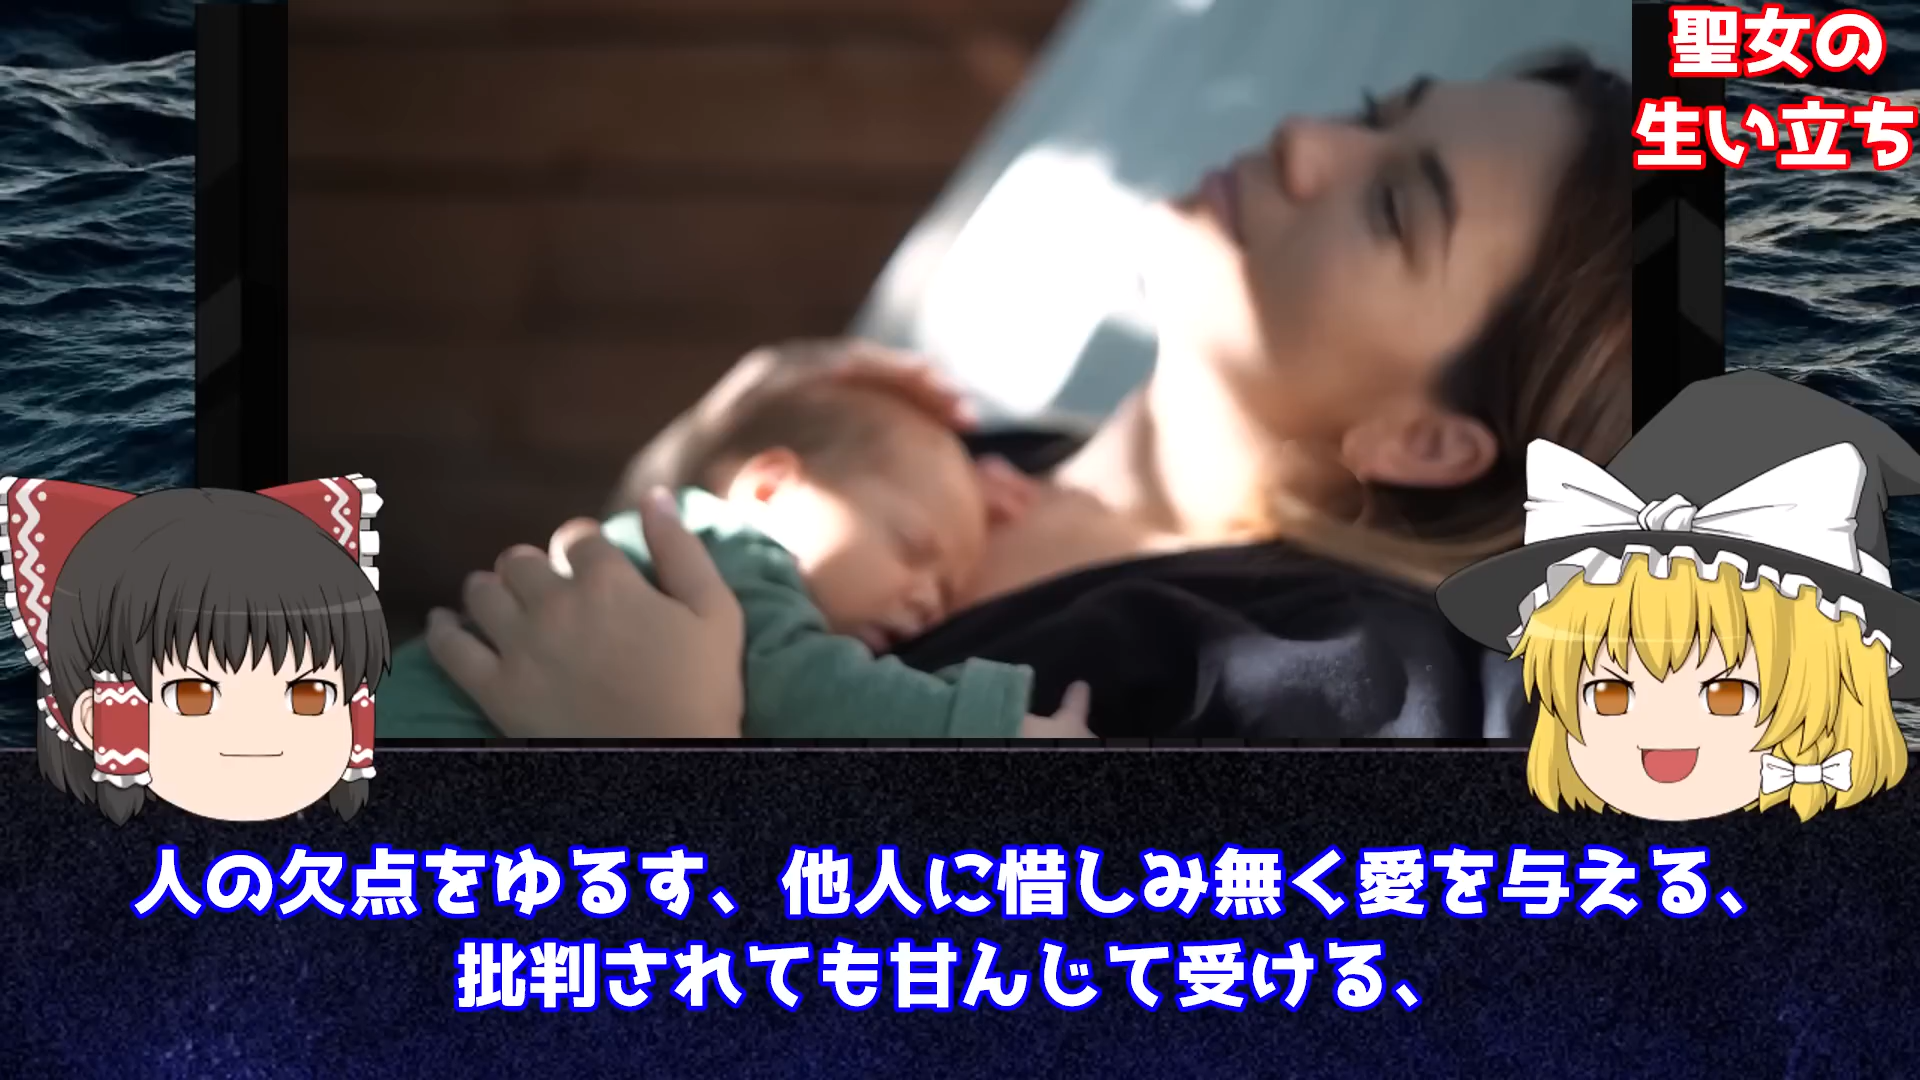 聖女の
生い立ち
人の欠点をゆるす、他人に惜しみ無く愛を与える、
批判されても甘んじて受ける、